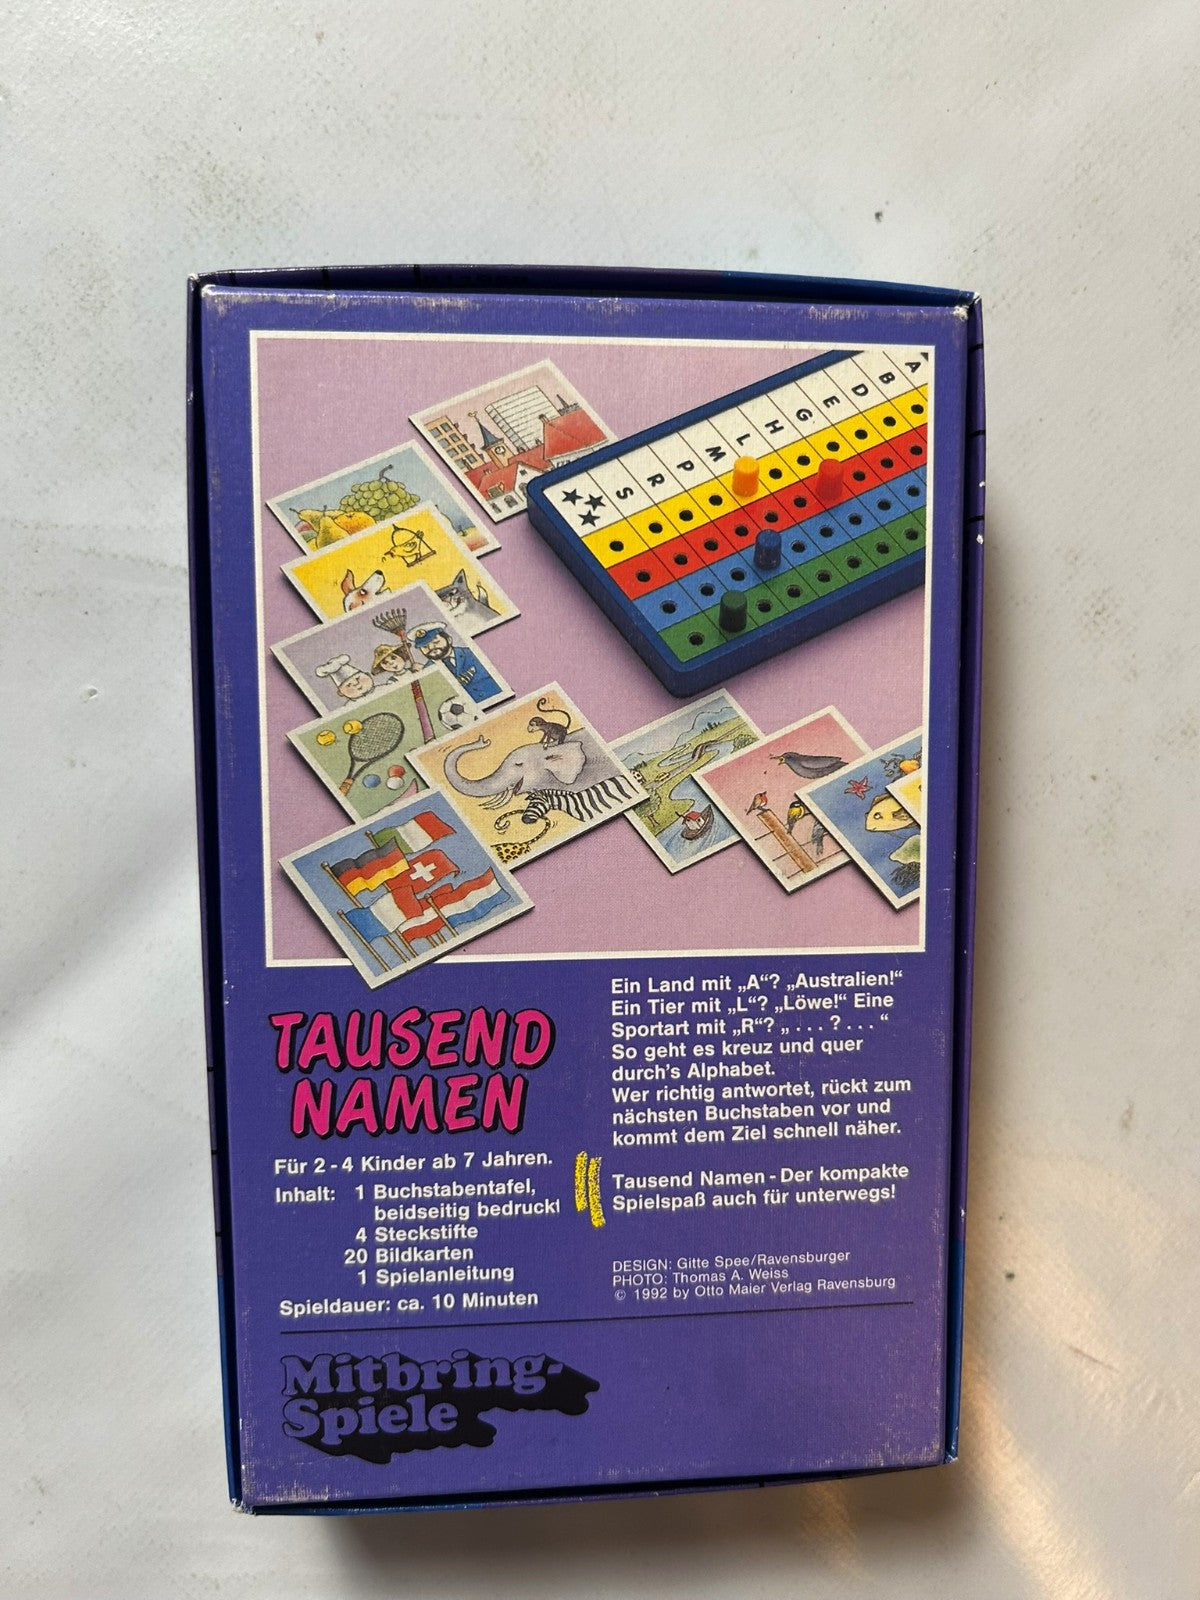 A
B
D
E
G
H
L
M
P
R
S
Ein Land mit „A“? „Australien!“
Ein Tier mit „L“? „Löwe!“ Eine
Sportart mit „R“? „ . . . ? . . . “
So geht es kreuz und quer
durch's Alphabet.
Wer richtig antwortet, rückt zum
nächsten Buchstaben vor und
kommt dem Ziel schnell näher.
Tausend Namen - Der kompakte
Spielspaß auch für unterwegs!
TAUSEND
NAMEN
Für 2 - 4 Kinder ab 7 Jahren.
Inhalt: 1 Buchstabentafel,
beidseitig bedruckt
4 Steckstifte
20 Bildkarten
1 Spielanleitung
Spieldauer: ca. 10 Minuten
DESIGN: Gitte Spee/Ravensburger
PHOTO: Thomas A. Weiss
© 1992 by Otto Maier Verlag Ravensburg
Mitbring-
Spiele